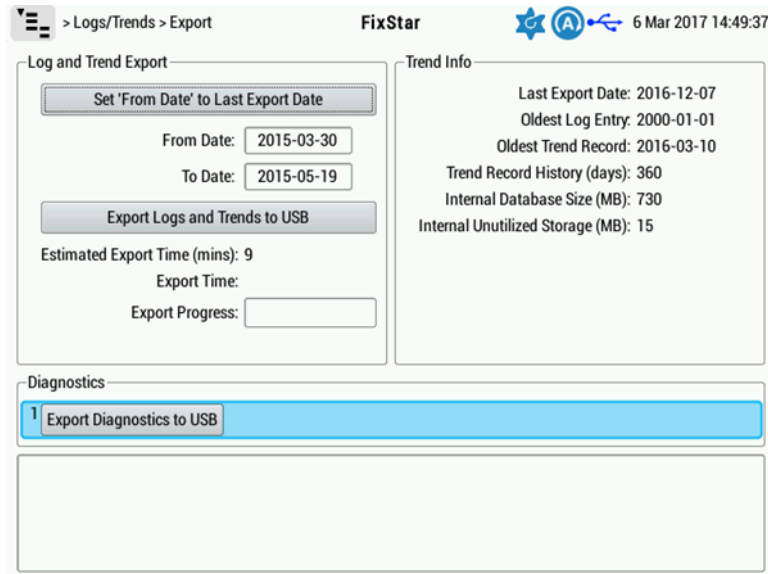 > Logs/Trends > Export FixStar 6 Mar 2017 14:49:37
Log and Trend Export
Set 'From Date' to Last Export Date
From Date: 2015-03-30
To Date: 2015-05-19
Export Logs and Trends to USB
Estimated Export Time (mins): 9
Export Time:
Export Progress:
Trend Info
Last Export Date: 2016-12-07
Oldest Log Entry: 2000-01-01
Oldest Trend Record: 2016-03-10
Trend Record History (days): 360
Internal Database Size (MB): 730
Internal Unutilized Storage (MB): 15
Diagnostics
1 Export Diagnostics to USB